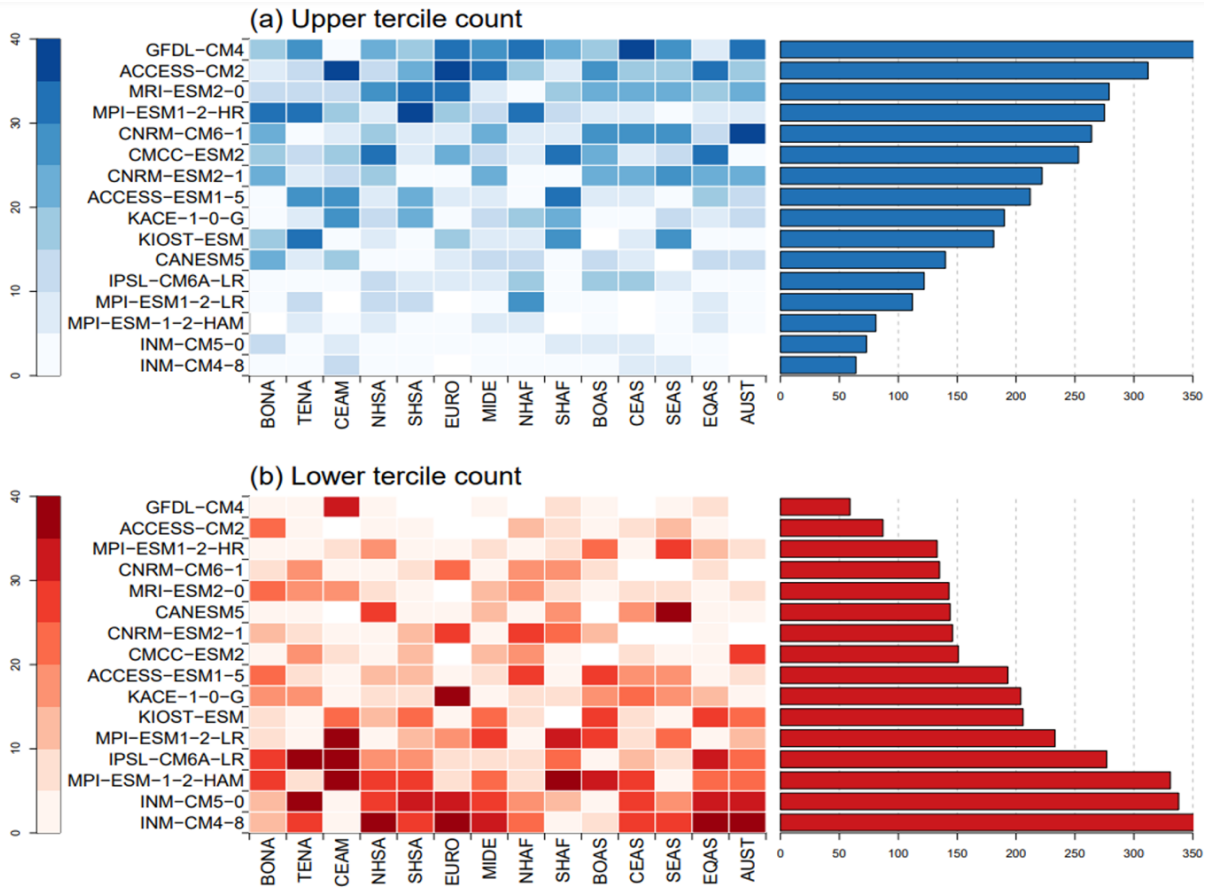 (a) Upper tercile count
40
30
20
10
0
GFDL−CM4
ACCESS−CM2
MRI−ESM2−0
MPI−ESM1−2−HR
CNRM−CM6−1
CMCC−ESM2
CNRM−ESM2−1
ACCESS−ESM1−5
KACE−1−0−G
KIOST−ESM
CANESM5
IPSL−CM6A−LR
MPI−ESM1−2−LR
MPI−ESM−1−2−HAM
INM−CM5−0
INM−CM4−8
BONA
TENA
CEAM
NHSA
SHSA
EURO
MIDE
NHAF
SHAF
BOAS
CEAS
SEAS
EQAS
AUST
0 50 100 150 200 250 300 350
(b) Lower tercile count
40
30
20
10
0
GFDL−CM4
ACCESS−CM2
MPI−ESM1−2−HR
CNRM−CM6−1
MRI−ESM2−0
CANESM5
CNRM−ESM2−1
CMCC−ESM2
ACCESS−ESM1−5
KACE−1−0−G
KIOST−ESM
MPI−ESM1−2−LR
IPSL−CM6A−LR
MPI−ESM−1−2−HAM
INM−CM5−0
INM−CM4−8
BONA
TENA
CEAM
NHSA
SHSA
EURO
MIDE
NHAF
SHAF
BOAS
CEAS
SEAS
EQAS
AUST
0 50 100 150 200 250 300 350